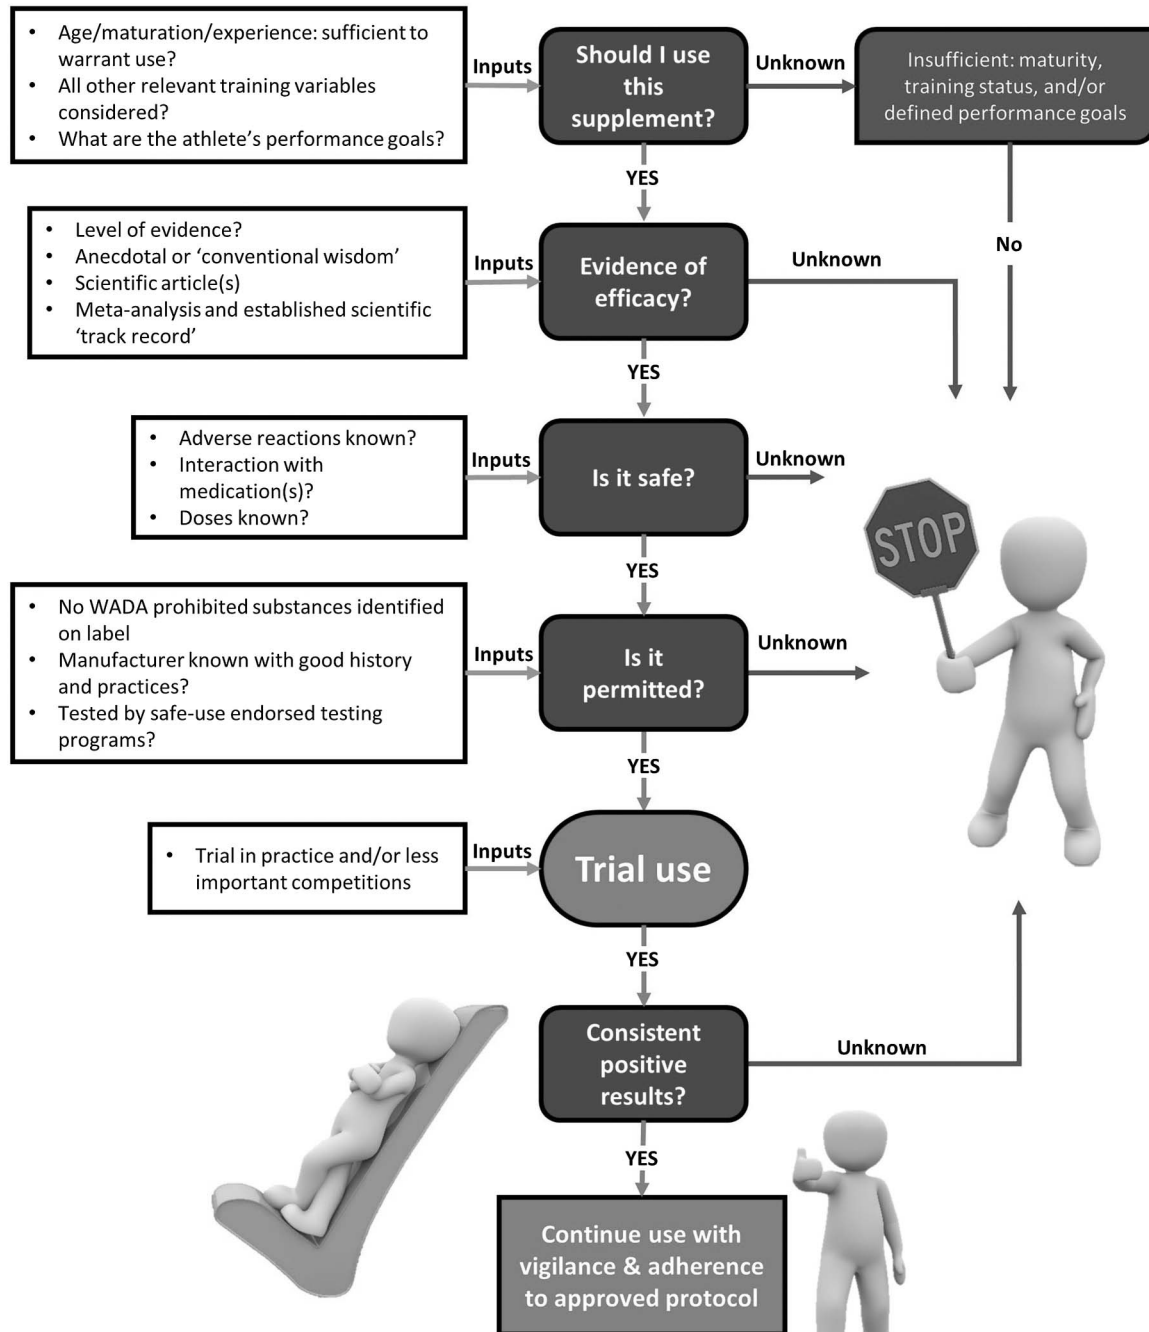 • Age/maturation/experience: sufficient to
warrant use?
• All other relevant training variables
considered?
• What are the athlete's performance goals?
Inputs
Should I use
this
supplement?
Unknown
Insufficient: maturity,
training status, and/or
defined performance goals
YES
No
• Level of evidence?
• Anecdotal or ‘conventional wisdom’
• Scientific article(s)
• Meta-analysis and established scientific
‘track record’
Inputs
Evidence of
efficacy?
Unknown
YES
• Adverse reactions known?
• Interaction with
medication(s)?
• Doses known?
Inputs
Is it safe?
Unknown
STOP
YES
• No WADA prohibited substances identified
on label
• Manufacturer known with good history
and practices?
• Tested by safe-use endorsed testing
programs?
Inputs
Is it
permitted?
Unknown
YES
• Trial in practice and/or less
important competitions
Inputs
Trial use
YES
Consistent
positive
results?
Unknown
YES
Continue use with
vigilance & adherence
to approved protocol